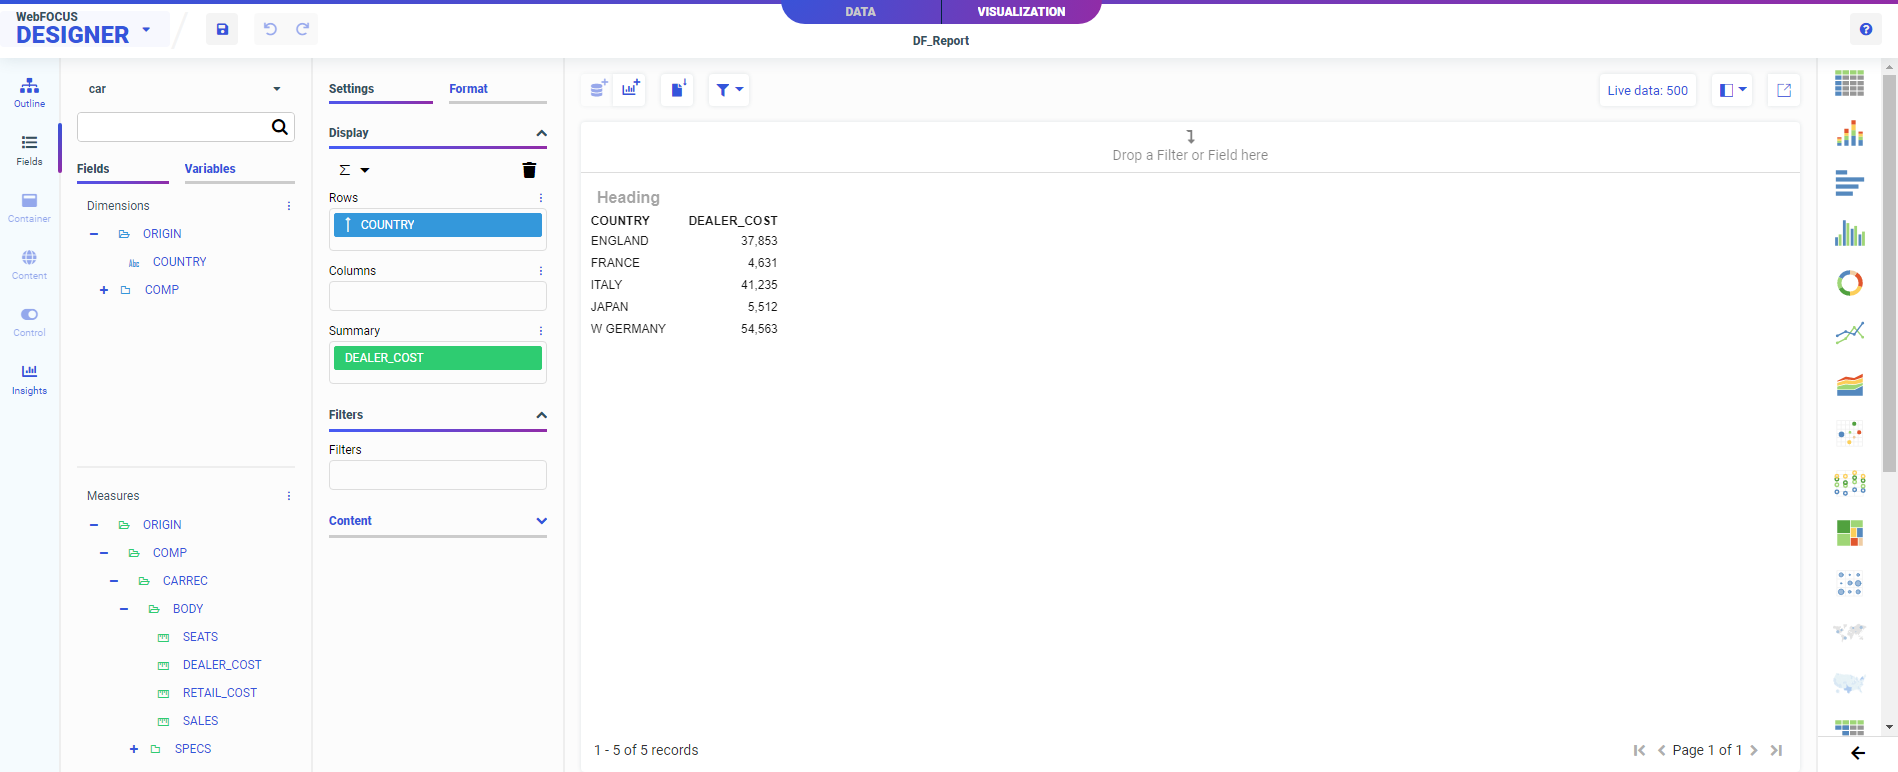 WebFOCUS
DESIGNER
DATA
VISUALIZATION
DF_Report
Outline
Fields
Container
Content
Control
Insights
car
Fields
Variables
Dimensions
ORIGIN
Abc COUNTRY
COMP
Measures
ORIGIN
COMP
CARREC
BODY
SEATS
DEALER_COST
RETAIL_COST
SALES
SPECS
Settings
Format
Display
Σ
Rows
COUNTRY
Columns
Summary
DEALER_COST
Filters
Filters
Content
Live data: 500
Drop a Filter or Field here
Heading
COUNTRY DEALER_COST
ENGLAND 37,853
FRANCE 4,631
ITALY 41,235
JAPAN 5,512
W GERMANY 54,563
1 - 5 of 5 records
Page 1 of 1